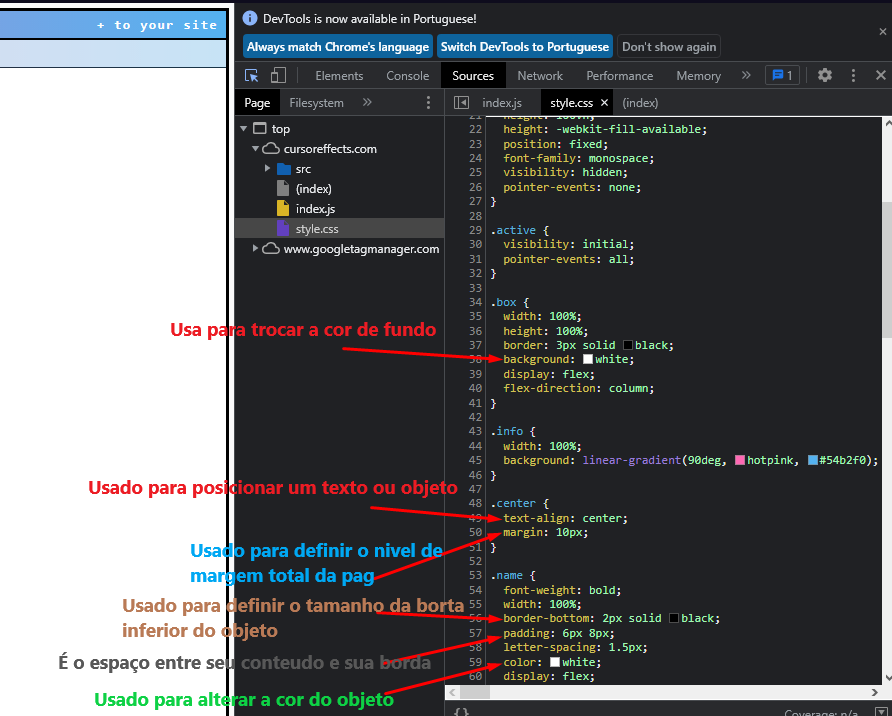 + to your site
DevTools is now available in Portuguese!
Always match Chrome's language
Switch DevTools to Portuguese
Don't show again
Elements Console Sources Network Performance Memory » 1
Page Filesystem »
index.js style.css × (index)
top
cursoreffects.com
src
(index)
index.js
style.css
www.googletagmanager.com
22 height: -webkit-fill-available;
23 position: fixed;
24 font-family: monospace;
25 visibility: hidden;
26 pointer-events: none;
27 }
28
29 .active {
30 visibility: initial;
31 pointer-events: all;
32 }
33
34 .box {
35 width: 100%;
36 height: 100%;
37 border: 3px solid black;
Usa para trocar a cor de fundo
38 background: white;
39 display: flex;
40 flex-direction: column;
41 }
42
43 .info {
44 width: 100%;
45 background: linear-gradient(90deg, hotpink, #54b2f0);
46 }
47
Usado para posicionar um texto ou objeto
48 .center {
49 text-align: center;
50 margin: 10px;
51 }
Usado para definir o nivel de
margem total da pag
52
53 .name {
54 font-weight: bold;
55 width: 100%;
Usado para definir o tamanho da borta
inferior do objeto
56 border-bottom: 2px solid black;
57 padding: 6px 8px;
58 letter-spacing: 1.5px;
É o espaço entre seu conteudo e sua borda
59 color: white;
60 display: flex;
Usado para alterar a cor do objeto
{}
Coverage: n/a